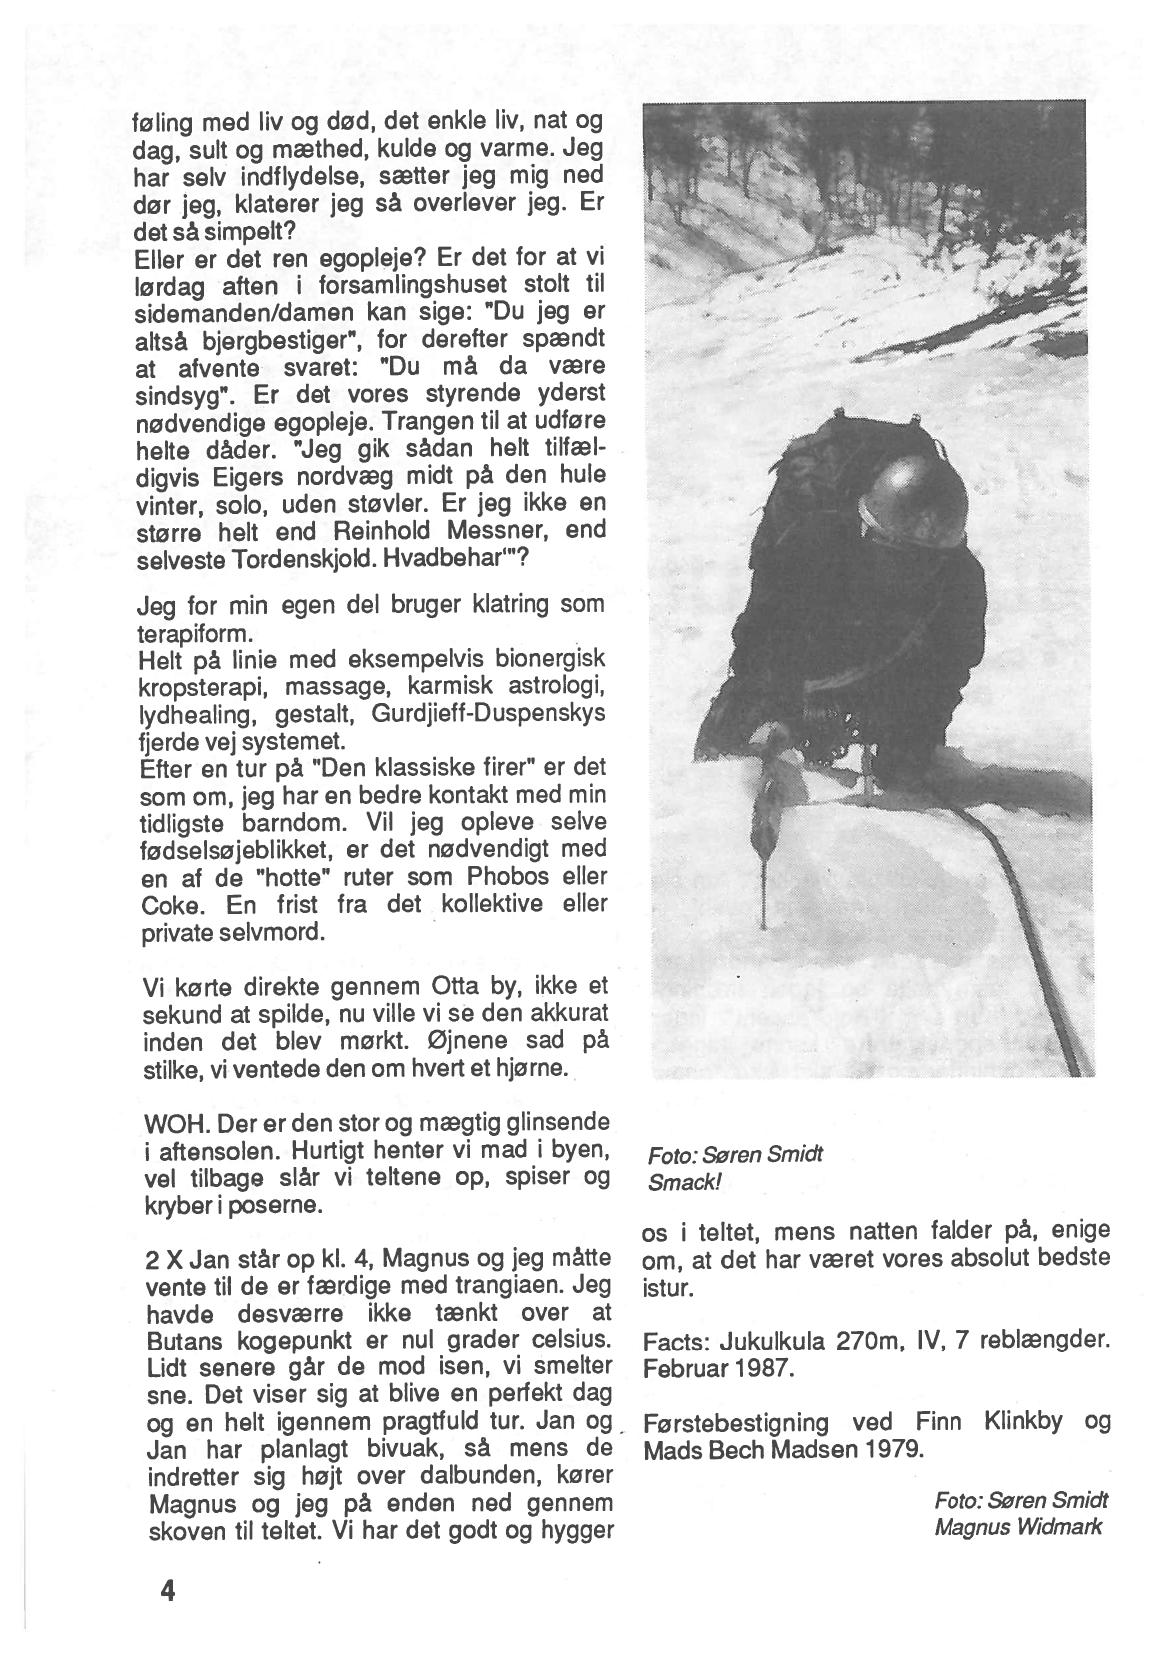 føling med liv og død, det enkle liv, nat og
dag, sult og mæthed, kulde og varme. Jeg
har selv indflydelse, sætter jeg mig ned
dør jeg, klaterer jeg så overlever jeg. Er
det så simpelt?
Eller er det ren egopleje? Er det for at vi
lørdag aften i forsamlingshuset stolt til
sidemanden/damen kan sige: "Du jeg er
altså bjergbestiger", for derefter spændt
at afvente svaret: "Du må da være
sindsyg". Er det vores styrende yderst
nødvendige egopleje. Trangen til at udføre
helte dåder. "Jeg gik sådan helt tilfæl-
digvis Eigers nordvæg midt på den hule
vinter, solo, uden støvler. Er jeg ikke en
større helt end Reinhold Messner, end
selveste Tordenskjold. Hvadbehar'"?
Jeg for min egen del bruger klatring som
terapiform.
Helt på linie med eksempelvis bionergisk
kropsterapi, massage, karmisk astrologi,
lydhealing, gestalt, Gurdjieff-Duspenskys
fjerde vej systemet.
Efter en tur på "Den klassiske firer" er det
som om, jeg har en bedre kontakt med min
tidligste barndom. Vil jeg opleve selve
fødselsøjeblikket, er det nødvendigt med
en af de "hotte" ruter som Phobos eller
Coke. En frist fra det kollektive eller
private selvmord.
Vi kørte direkte gennem Otta by, ikke et
sekund at spilde, nu ville vi se den akkurat
inden det blev mørkt. Øjnene sad på
stilke, vi ventede den om hvert et hjørne.
WOH. Der er den stor og mægtig glinsende
i aftensolen. Hurtigt henter vi mad i byen,
vel tilbage slår vi teltene op, spiser og
kryber i poserne.
2 X Jan står op kl. 4, Magnus og jeg måtte
vente til de er færdige med trangiaen. Jeg
havde desværre ikke tænkt over at
Butans kogepunkt er nul grader celsius.
Lidt senere går de mod isen, vi smelter
sne. Det viser sig at blive en perfekt dag
og en helt igennem pragtfuld tur. Jan og
Jan har planlagt bivuak, så mens de
indretter sig højt over dalbunden, kører
Magnus og jeg på enden ned gennem
skoven til teltet. Vi har det godt og hygger
4
Foto: Søren Smidt
Smack!
os i teltet, mens natten falder på, enige
om, at det har været vores absolut bedste
istur.
Facts: Jukulkula 270m, IV, 7 reblængder.
Februar 1987.
Førstebestigning ved Finn Klinkby og
Mads Bech Madsen 1979.
Foto: Søren Smidt
Magnus Widmark